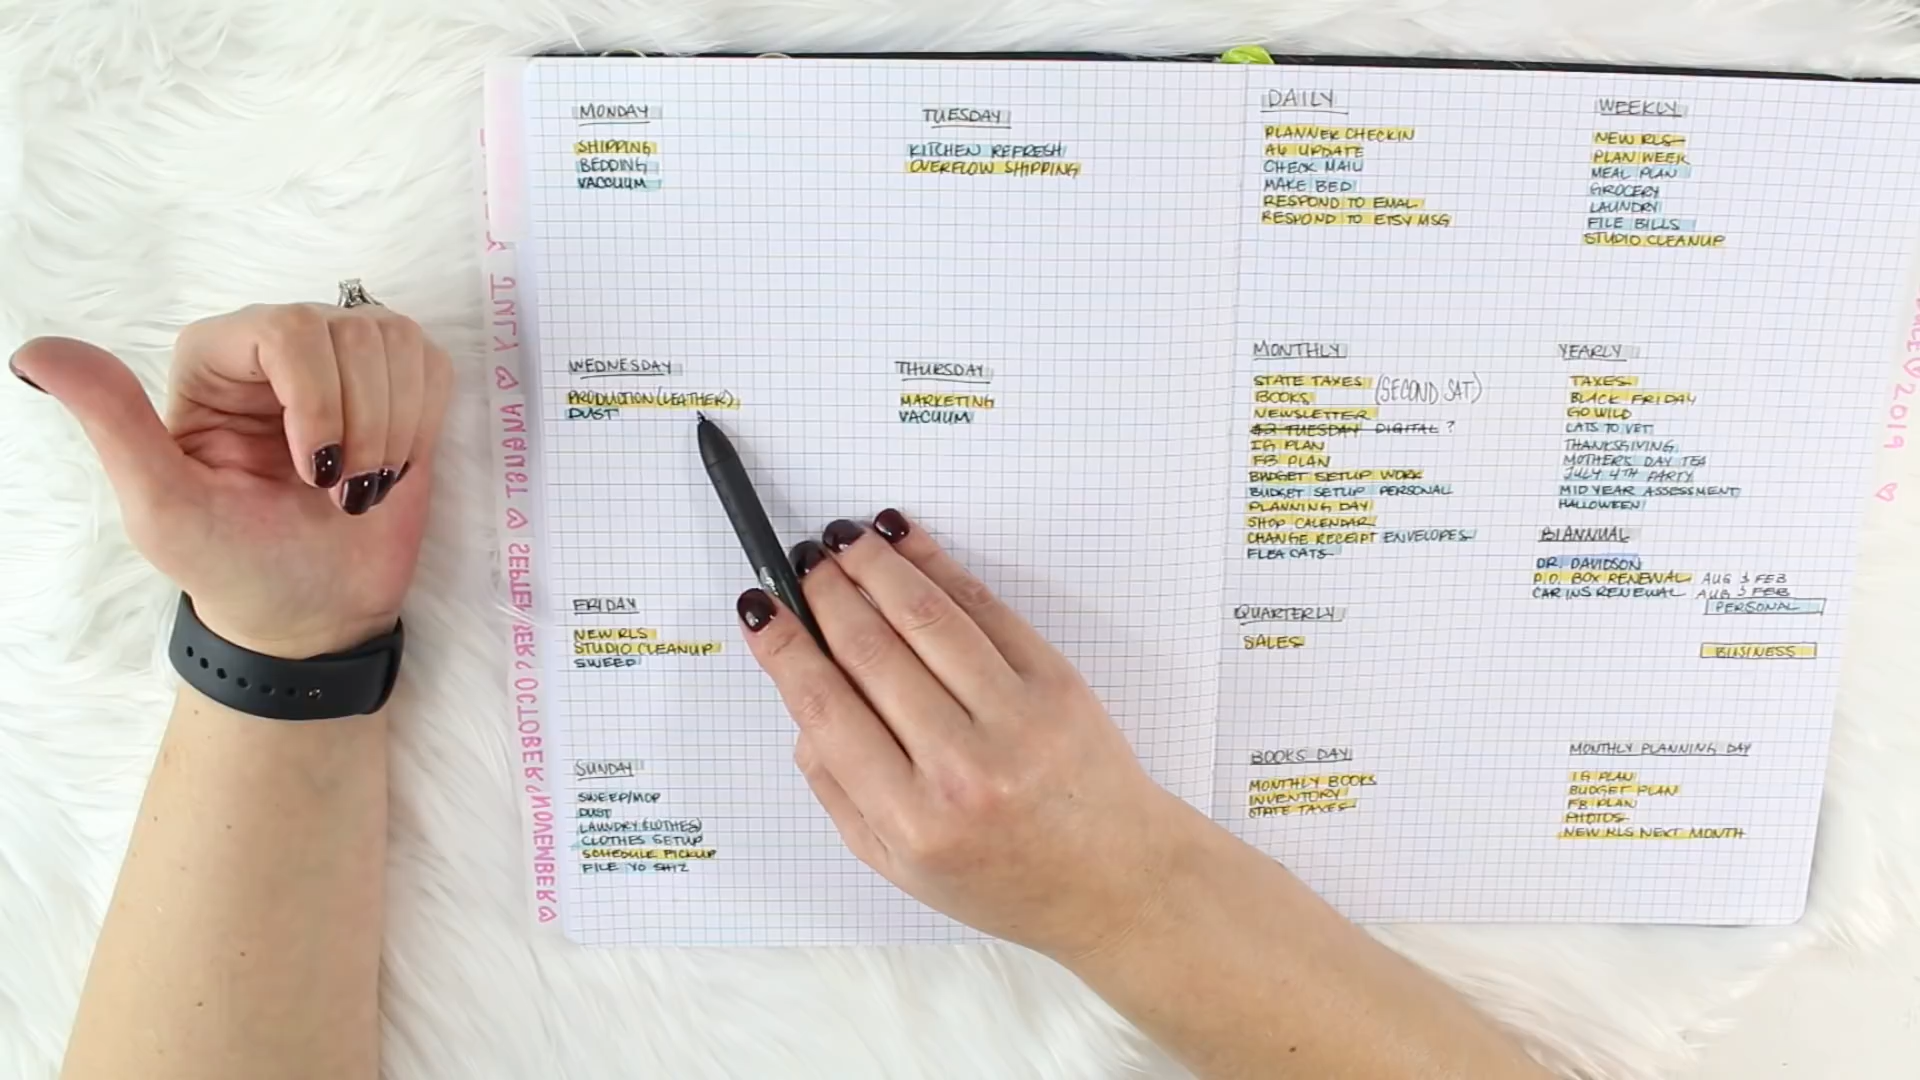 MONDAY
SHIPPING
BEDDING
VACUUM
TUESDAY
KITCHEN REFRESH
OVERFLOW SHIPPING
WEDNESDAY
PRODUCTION (LEATHER)
DUST
THURSDAY
MARKETING
VACUUM
FRIDAY
NEW RLS
STUDIO CLEANUP
SWEEP
SUNDAY
SWEEP/MOP
DUST
LAUNDRY (CLOTHES)
CLOTHES SETUP
SCHEDULE PICKUP
FILE YO SHIZ
DAILY
PLANNER CHECKIN
A6 UPDATE
CHECK MAIL
MAKE BED
RESPOND TO EMAL
RESPOND TO ETSY MSG
WEEKLY
NEW RLS
PLAN WEEK
MEAL PLAN
GROCERY
LAUNDRY
FILE BILLS
STUDIO CLEANUP
MONTHLY
STATE TAXES (SECOND SAT)
BOOKS
NEWSLETTER
$2 TUESDAY DIGITAL ?
IG PLAN
FB PLAN
BUDGET SETUP WORK
BUDGET SETUP PERSONAL
PLANNING DAY
SHOP CALENDAR
CHANGE RECEIPT ENVELOPES
FLEA CATS
YEARLY
TAXES
BLACK FRIDAY
GO WILD
CATS TO VET
THANKSGIVING
MOTHERS DAY TEA
JULY 4TH PARTY
MID YEAR ASSESSMENT
HALLOWEEN
BIANNUAL
DR. DAVIDSON
P.O. BOX RENEWAL AUG & FEB
CAR INS RENEWAL AUG & FEB
PERSONAL
BUSINESS
QUARTERLY
SALES
BOOKS DAY
MONTHLY BOOKS
INVENTORY
STATE TAXES
MONTHLY PLANNING DAY
IG PLAN
BUDGET PLAN
FB PLAN
PHOTOS
NEW RLS NEXT MONTH
OCTOBER
NOVEMBER
2019